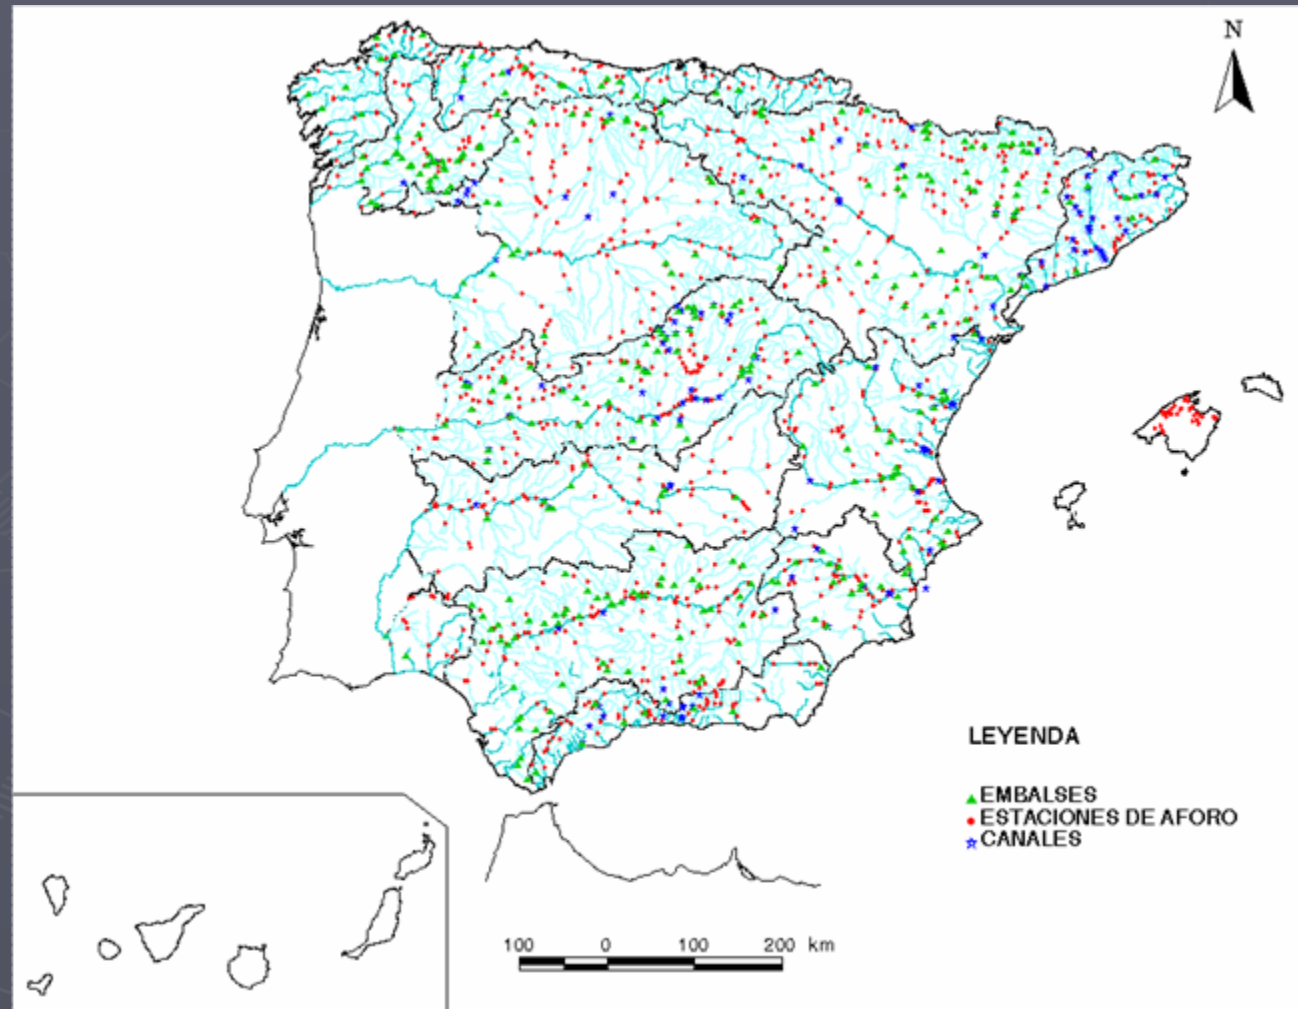 N
LEYENDA
EMBALSES
ESTACIONES DE AFORO
CANALES
100 0 100 200 km